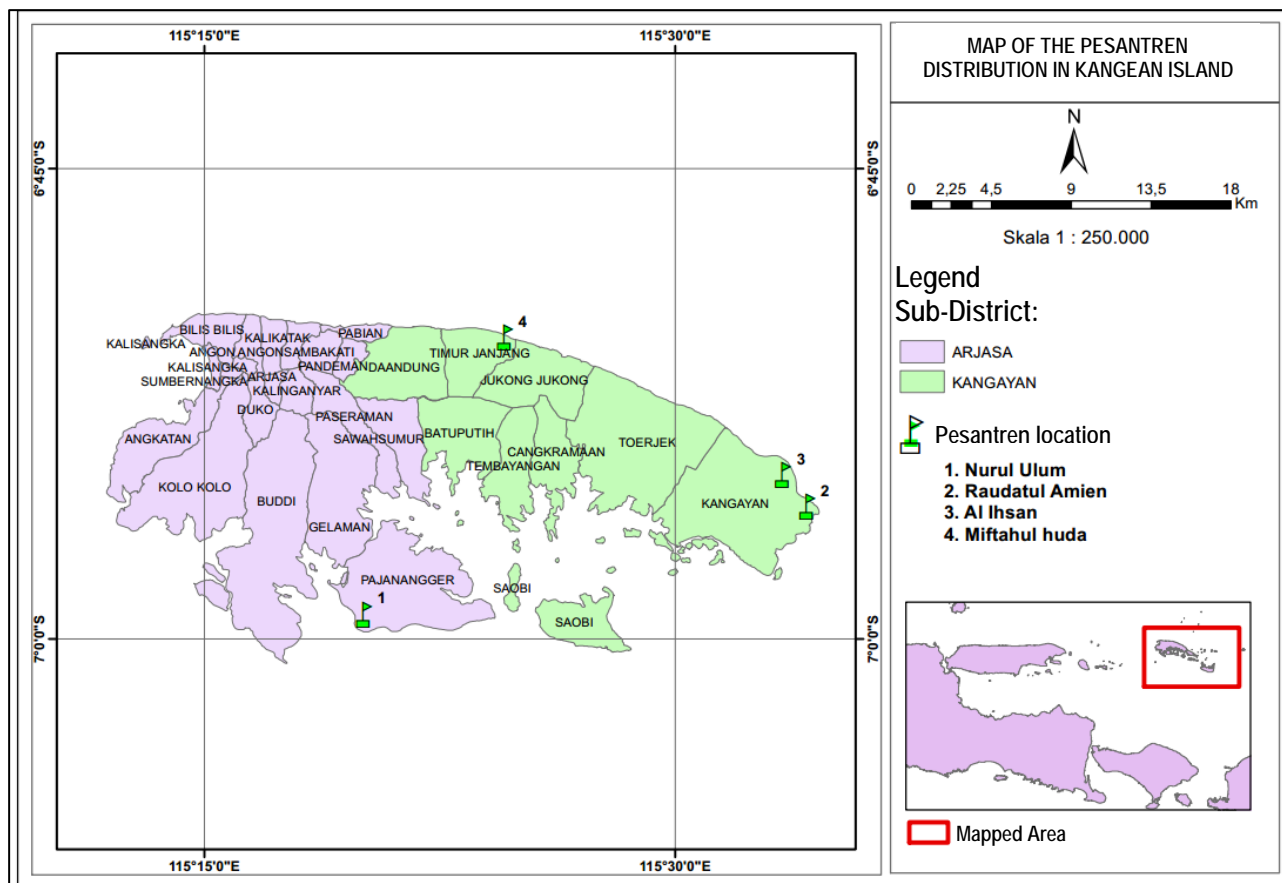 115°15'0"E
115°30'0"E
6°45'0"S
6°45'0"S
KALISANGKA
BILIS BILIS
KALIKATAK
PABIAN
ANGON ANGON
SAMBAKATI
KALISANGKA
PANDEMAN
DAANDUNG
TIMUR JANJANG
4
SUMBERNANGKA
ARJASA
KALINGANYAR
JUKONG JUKONG
DUKO
PASERAMAN
ANGKATAN
SAWAHSUMUR
BATUPUTIH
CANGKRAMAAN
TOERJEK
TEMBAYANGAN
3
KOLO KOLO
BUDDI
KANGAYAN
2
GELAMAN
PAJANANGGER
SAOBI
1
SAOBI
7°0'0"S
7°0'0"S
115°15'0"E
115°30'0"E
MAP OF THE PESANTREN
DISTRIBUTION IN KANGEAN ISLAND
N
0 2,25 4,5 9 13,5 18
Km
Skala 1 : 250.000
Legend
Sub-District:
ARJASA
KANGAYAN
Pesantren location
1. Nurul Ulum
2. Raudatul Amien
3. Al Ihsan
4. Miftahul huda
Mapped Area